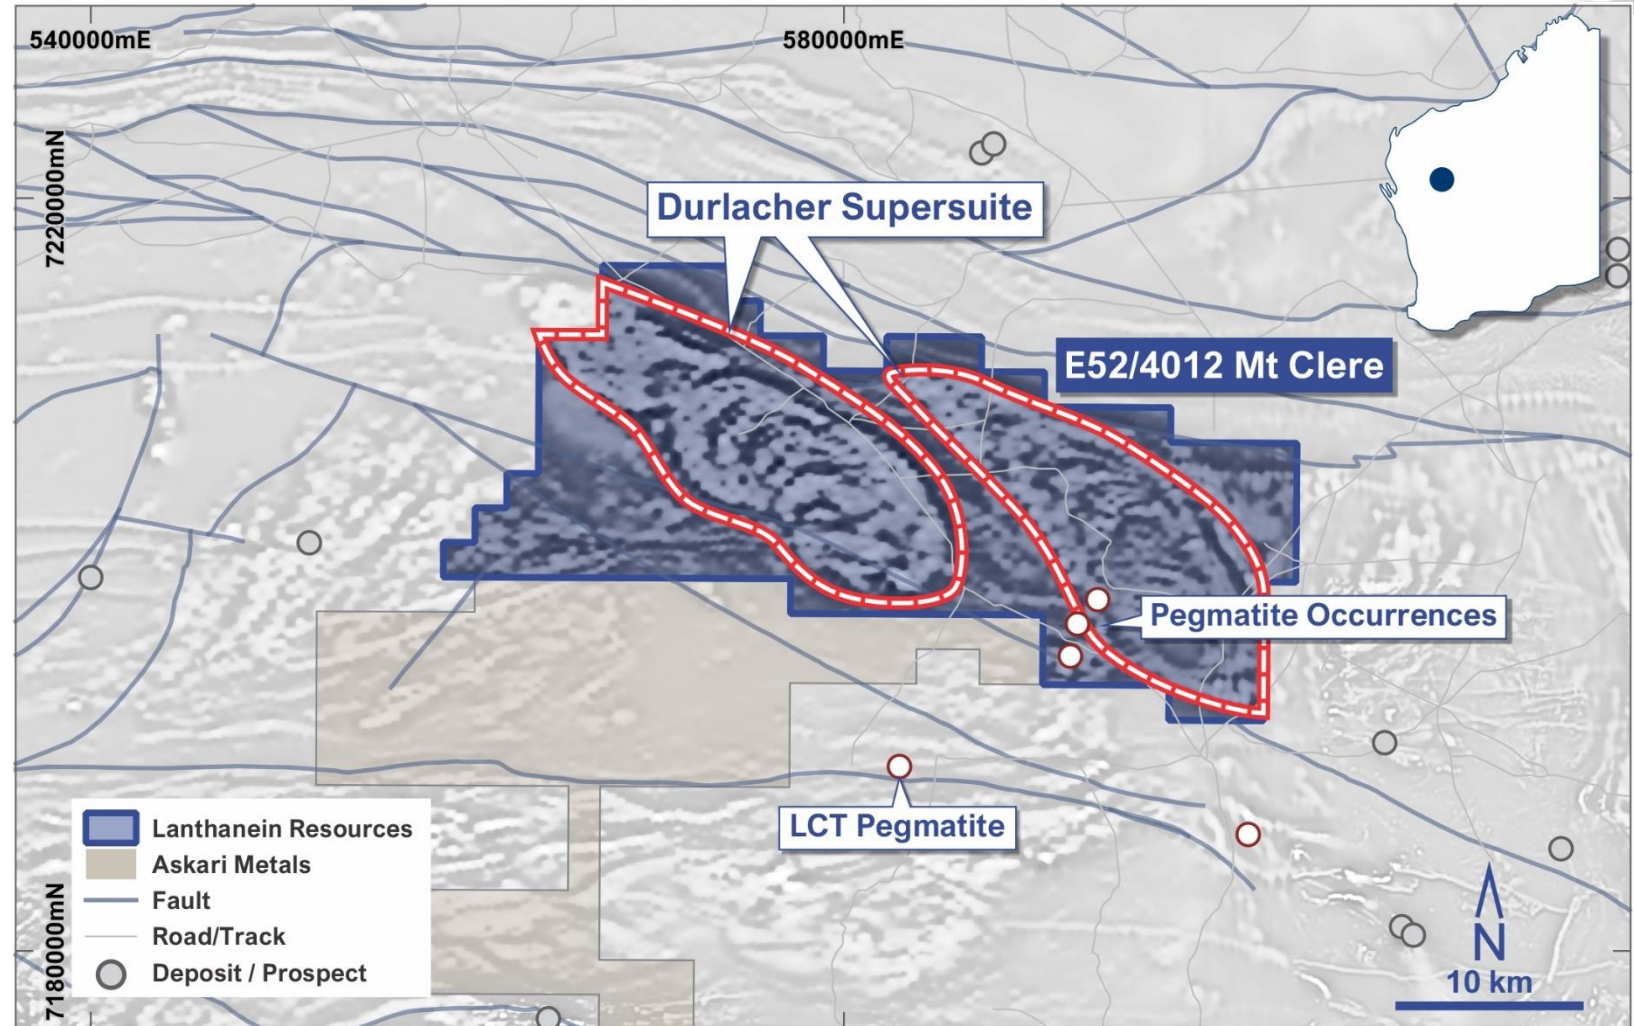 540000mE
580000mE
7220000mN
Durlacher Supersuite
E52/4012 Mt Clere
Pegmatite Occurrences
LCT Pegmatite
Lanthanein Resources
Askari Metals
Fault
Road/Track
Deposit / Prospect
7180000mN
N
10 km